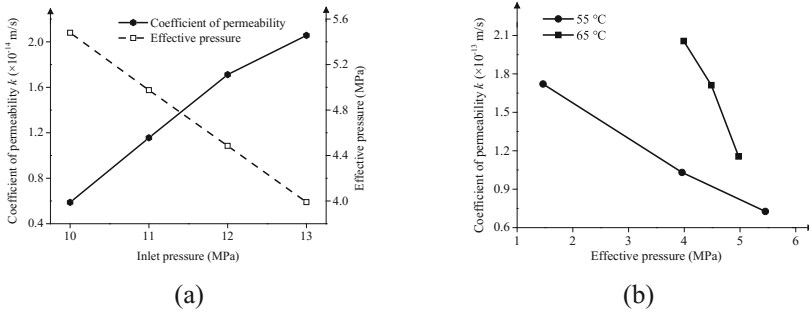 Coefficient of permeability k (×10⁻¹⁴ m/s)
2.0
1.6
1.2
0.8
0.4
Coefficient of permeability
Effective pressure
5.6
5.2
4.8
4.4
4.0
Effective pressure (MPa)
10 11 12 13
Inlet pressure (MPa)
(a)
Coefficient of permeability k (×10⁻¹³ m/s)
2.1
1.8
1.5
1.2
0.9
0.6
55 °C
65 °C
1 2 3 4 5 6
Effective pressure (MPa)
(b)